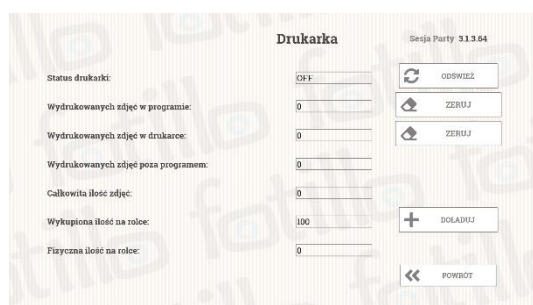 Drukarka
Sesja Party 3.1.3.64
Status drukarki: OFF ODŚWIEŻ
Wydrukowanych zdjęć w programie: 0 ZERUJ
Wydrukowanych zdjęć w drukarce: 0 ZERUJ
Wydrukowanych zdjęć poza programem: 0
Całkowita ilość zdjęć: 0
Wykupiona ilość na rolce: 100 DOŁADUJ
Fizyczna ilość na rolce: 0
POWRÓT
fotillo